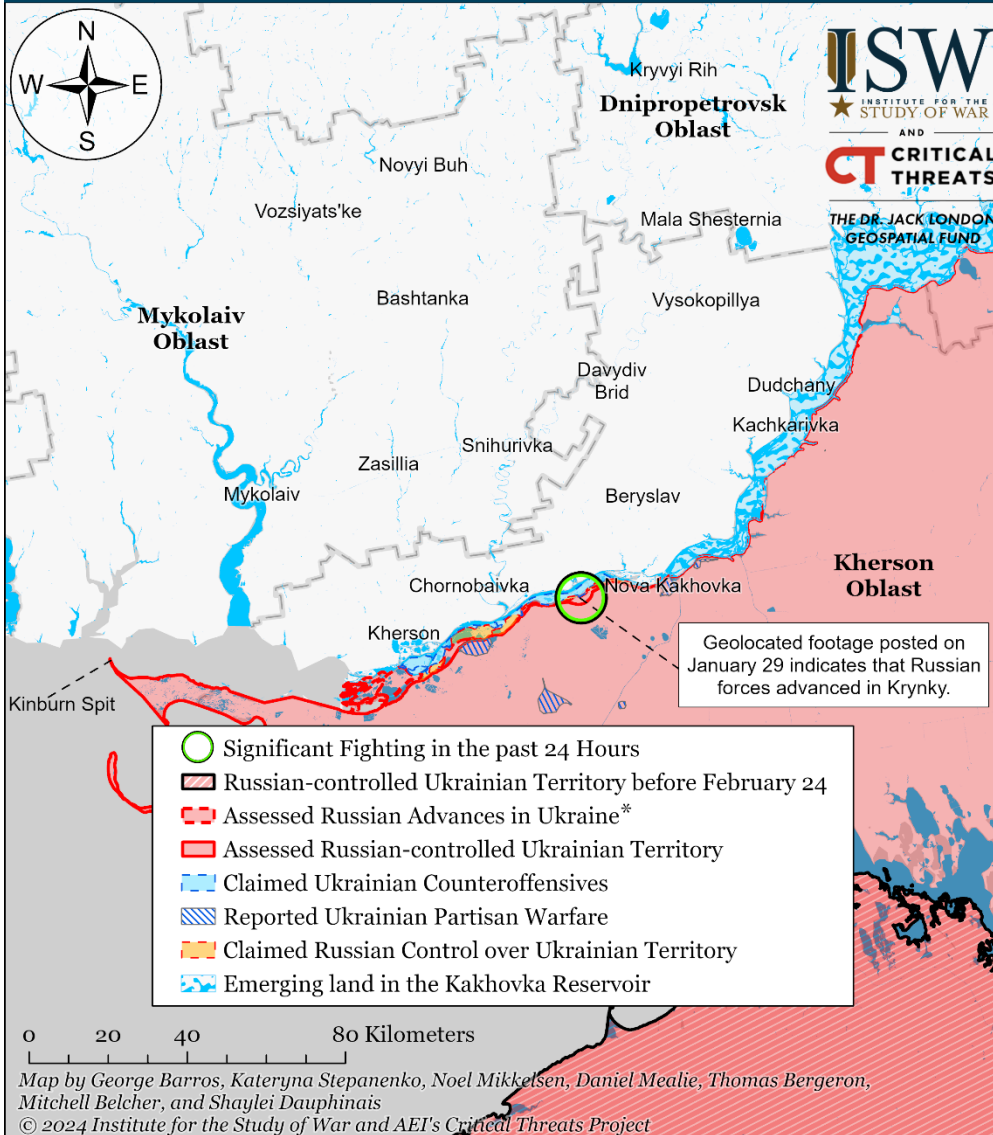 N
W
E
S
ISW
INSTITUTE FOR THE
STUDY OF WAR
AND
CT CRITICAL
THREATS
THE DR. JACK LONDON
GEOSPATIAL FUND
Kryvyi Rih
Dnipropetrovsk
Oblast
Novyi Buh
Vozsiyats'ke
Mala Shesternia
Bashtanka
Vysokopillya
Mykolaiv
Oblast
Davydiv
Brid
Dudchany
Kachkarivka
Snihurivka
Zasillia
Mykolaiv
Beryslav
Kherson
Oblast
Chornobaivka
Nova Kakhovka
Kherson
Geolocated footage posted on
January 29 indicates that Russian
forces advanced in Krynky.
Kinburn Spit
Significant Fighting in the past 24 Hours
Russian-controlled Ukrainian Territory before February 24
Assessed Russian Advances in Ukraine*
Assessed Russian-controlled Ukrainian Territory
Claimed Ukrainian Counteroffensives
Reported Ukrainian Partisan Warfare
Claimed Russian Control over Ukrainian Territory
Emerging land in the Kakhovka Reservoir
0 20 40 80 Kilometers
Map by George Barros, Kateryna Stepanenko, Noel Mikkelsen, Daniel Mealie, Thomas Bergeron,
Mitchell Belcher, and Shaylei Dauphinais
© 2024 Institute for the Study of War and AEI's Critical Threats Project